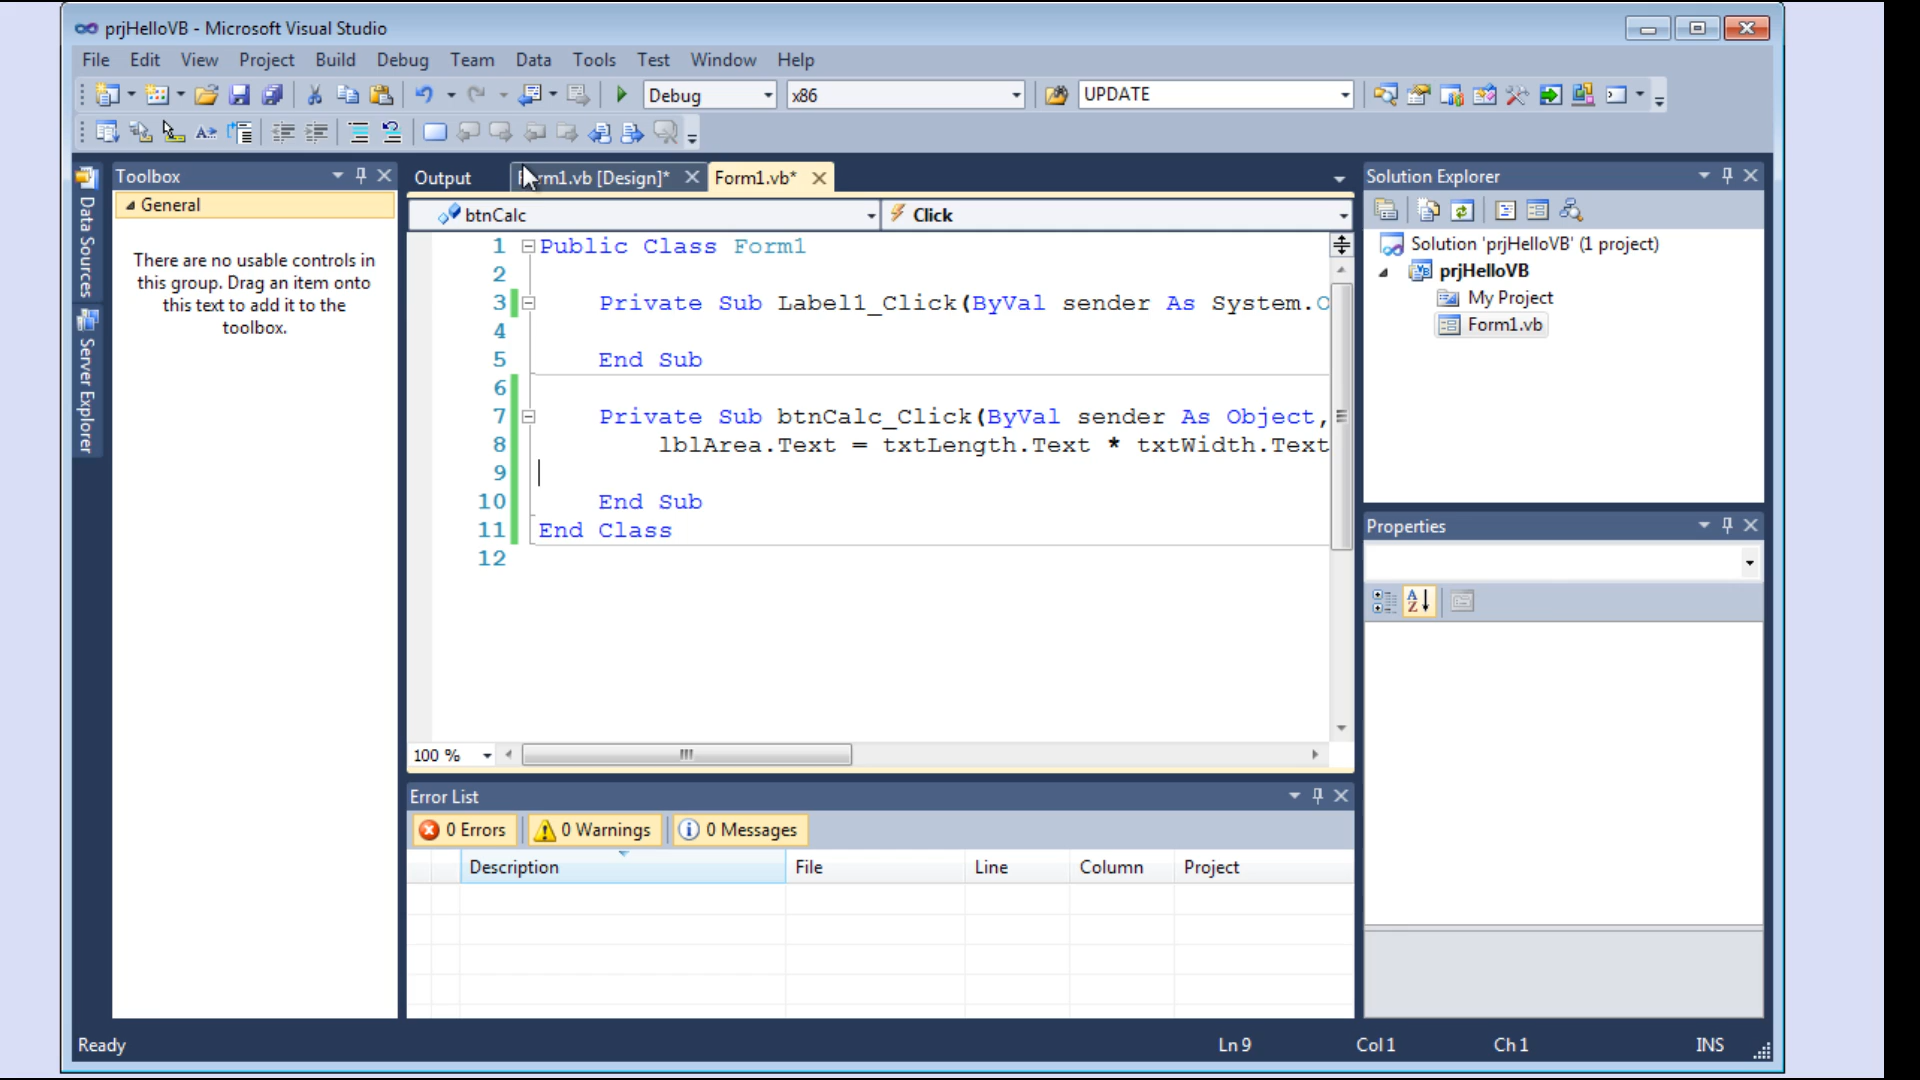 prjHelloVB - Microsoft Visual Studio
File Edit View Project Build Debug Team Data Tools Test Window Help
Debug x86 UPDATE
Toolbox
General
There are no usable controls in
this group. Drag an item onto
this text to add it to the
toolbox.
Data Sources
Server Explorer
Output
[Design]*
Form1.vb*
btnCalc
Click
1 Public Class Form1
2
3 Private Sub Label1_Click(ByVal sender As System.O
4
5 End Sub
6
7 Private Sub btnCalc_Click(ByVal sender As Object,
8 lblArea.Text = txtLength.Text * txtWidth.Text
9
10 End Sub
11 End Class
12
100 %
Error List
0 Errors 0 Warnings 0 Messages
Description File Line Column Project
Solution Explorer
Solution 'prjHelloVB' (1 project)
prjHelloVB
My Project
Form1.vb
Properties
Ready Ln 9 Col 1 Ch 1 INS